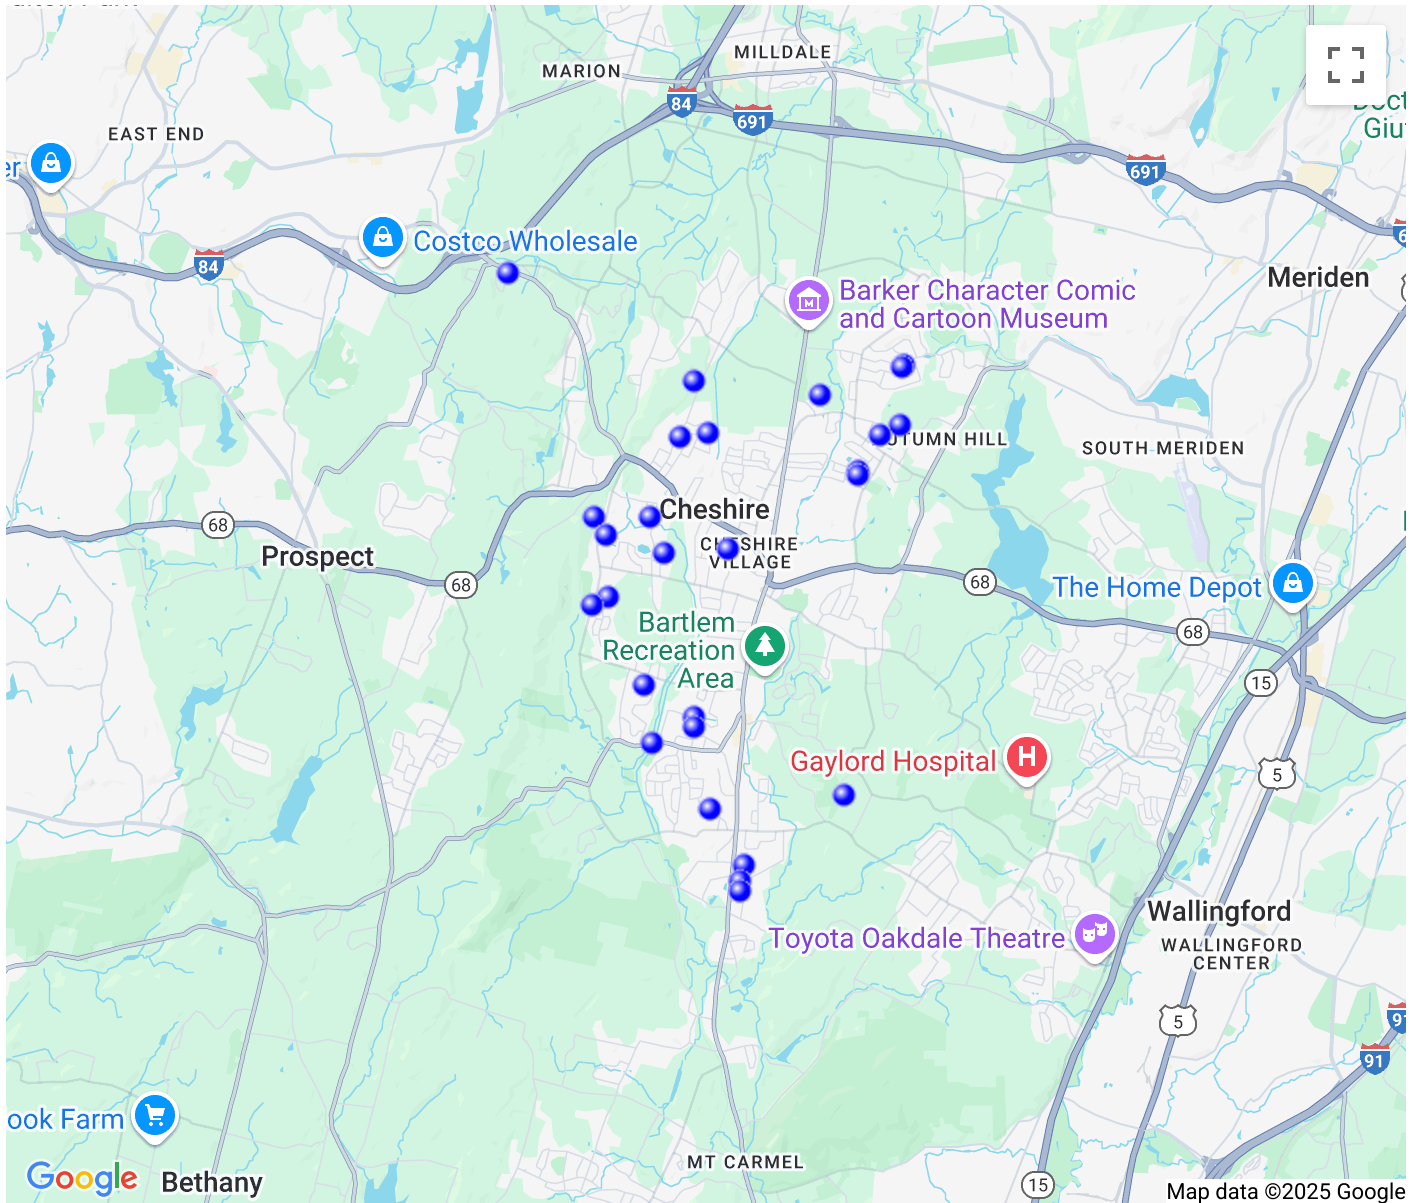 MILLDALE
MARION
84
691
EAST END
691
Costco Wholesale
84
Meriden
Barker Character Comic
and Cartoon Museum
UTUMN HILL
SOUTH MERIDEN
Cheshire
68
CHESHIRE
VILLAGE
Prospect
68
68
The Home Depot
Bartlem
Recreation
Area
68
15
Gaylord Hospital
H
5
Wallingford
Toyota Oakdale Theatre
WALLINGFORD
CENTER
5
91
91
ook Farm
MT CARMEL
Google
Bethany
15
Map data ©2025 Google